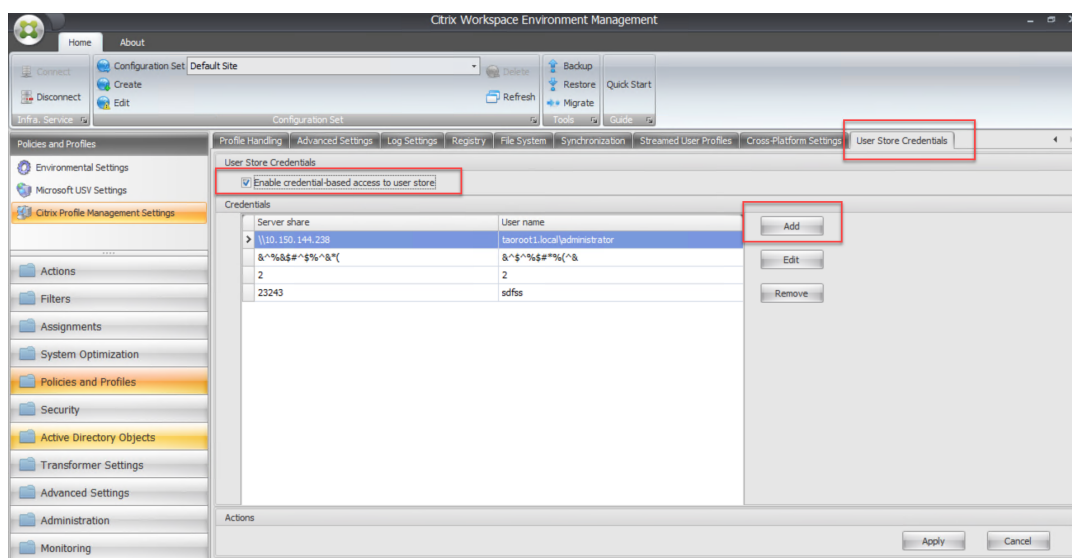 Citrix Workspace Environment Management
Home About
Connect
Disconnect
Infra. Service
Configuration Set Default Site
Create
Edit
Delete
Refresh
Configuration Set
Backup
Restore
Migrate
Tools
Quick Start
Guide
Policies and Profiles
Environmental Settings
Microsoft USV Settings
Citrix Profile Management Settings
Actions
Filters
Assignments
System Optimization
Policies and Profiles
Security
Active Directory Objects
Transformer Settings
Advanced Settings
Administration
Monitoring
Profile Handling Advanced Settings Log Settings Registry File System Synchronization Streamed User Profiles Cross-Platform Settings User Store Credentials
User Store Credentials
Enable credential-based access to user store
Credentials
Server share User name
\\10.150.144.238 taoroot1.local\administrator
&^%&$#^$%^&*( &^$^%$#*%(^&
2 2
23243 sdfss
Add
Edit
Remove
Actions
Apply Cancel